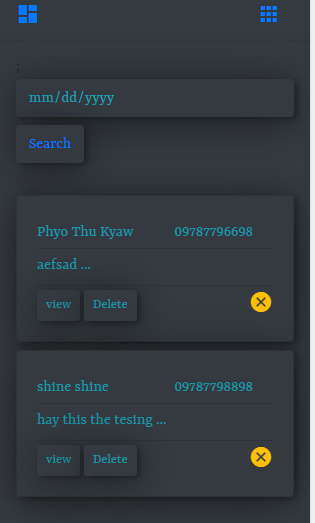 :
mm/dd/yyyy
Search
Phyo Thu Kyaw 09787796698
aefsad ...
view Delete
shine shine 09787798898
hay this the tesing ...
view Delete